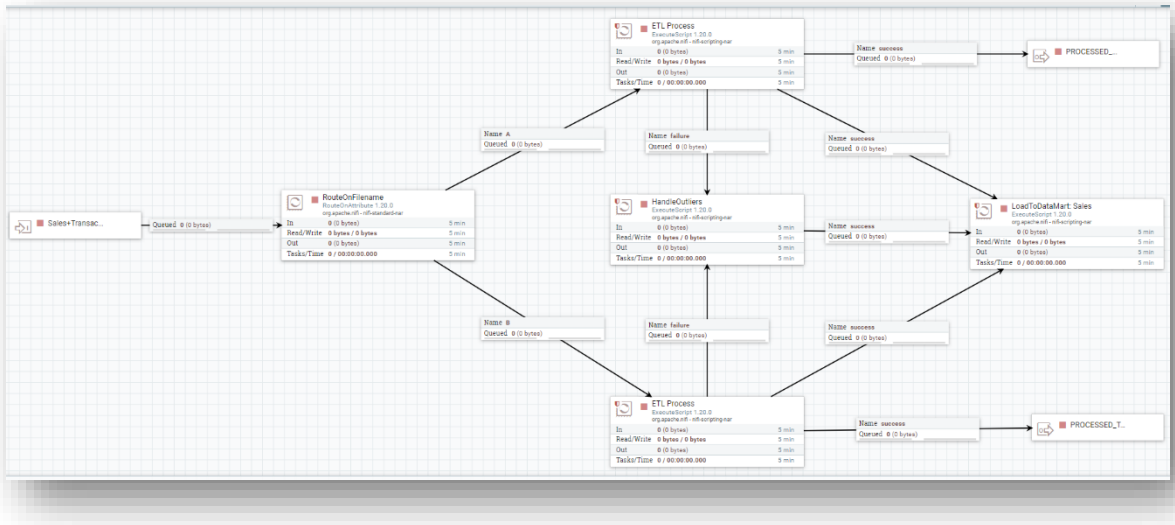 ETL Process
ExecuteScript 1.20.0
org.apache.nifi - nifi-scripting-nar
In 0 (0 bytes) 5 min
Read/Write 0 bytes / 0 bytes 5 min
Out 0 (0 bytes) 5 min
Tasks/Time 0 / 00:00:00.000 5 min
Name success
Queued 0 (0 bytes)
PROCESSED_...
Name A
Queued 0 (0 bytes)
Name failure
Queued 0 (0 bytes)
Name success
Queued 0 (0 bytes)
Sales+Transac...
Queued 0 (0 bytes)
RouteOnFilename
RouteOnAttribute 1.20.0
org.apache.nifi - nifi-standard-nar
In 0 (0 bytes) 5 min
Read/Write 0 bytes / 0 bytes 5 min
Out 0 (0 bytes) 5 min
Tasks/Time 0 / 00:00:00.000 5 min
HandleOutliers
ExecuteScript 1.20.0
org.apache.nifi - nifi-scripting-nar
In 0 (0 bytes) 5 min
Read/Write 0 bytes / 0 bytes 5 min
Out 0 (0 bytes) 5 min
Tasks/Time 0 / 00:00:00.000 5 min
Name success
Queued 0 (0 bytes)
LoadToDataMart: Sales
ExecuteScript 1.20.0
org.apache.nifi - nifi-scripting-nar
In 0 (0 bytes) 5 min
Read/Write 0 bytes / 0 bytes 5 min
Out 0 (0 bytes) 5 min
Tasks/Time 0 / 00:00:00.000 5 min
Name B
Queued 0 (0 bytes)
Name failure
Queued 0 (0 bytes)
Name success
Queued 0 (0 bytes)
ETL Process
ExecuteScript 1.20.0
org.apache.nifi - nifi-scripting-nar
In 0 (0 bytes) 5 min
Read/Write 0 bytes / 0 bytes 5 min
Out 0 (0 bytes) 5 min
Tasks/Time 0 / 00:00:00.000 5 min
Name success
Queued 0 (0 bytes)
PROCESSED_T...